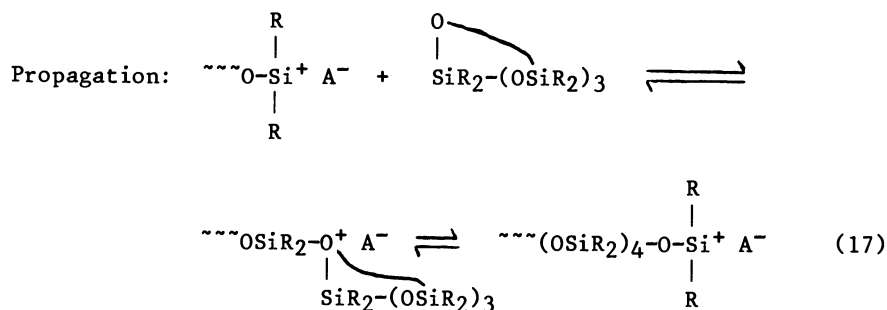 R
O
Propagation: ~~~O-Si⁺ A⁻ + SiR₂-(OSiR₂)₃
R
R
~~~OSiR₂-O⁺ A⁻ ⇌ ~~~(OSiR₂)₄-O-Si⁺ A⁻ (17)
SiR₂-(OSiR₂)₃
R